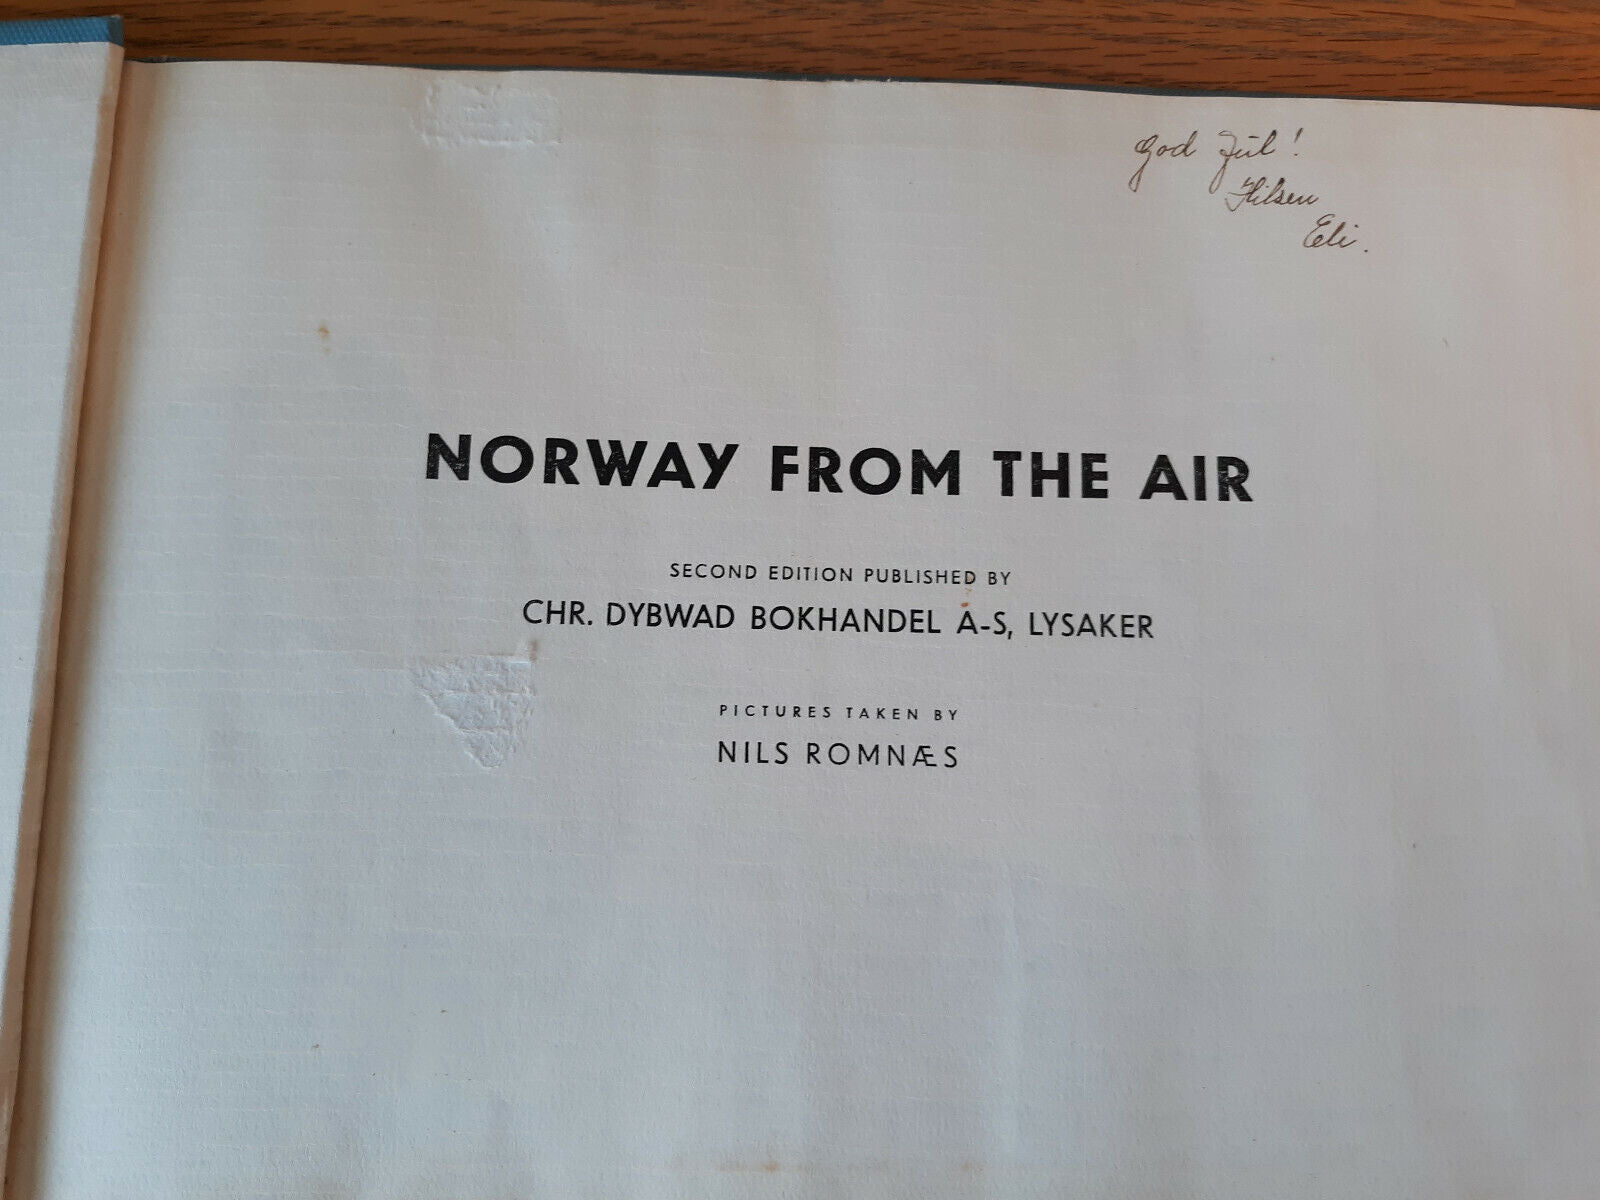 God Jul!
Hilsen
Eli.
NORWAY FROM THE AIR
SECOND EDITION PUBLISHED BY
CHR. DYBWAD BOKHANDEL A-S, LYSAKER
PICTURES TAKEN BY
NILS ROMNÆS